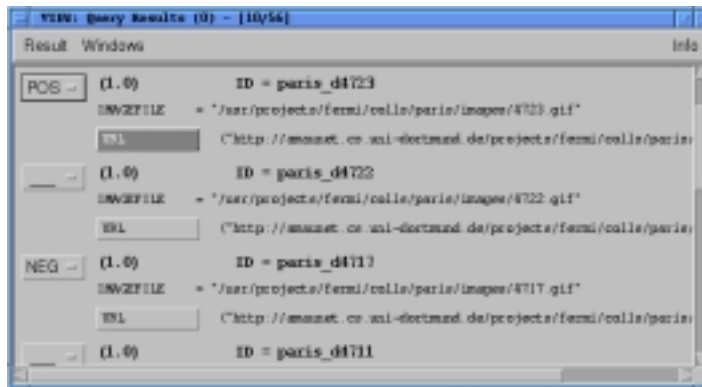 VIEW: Query Results (0) - [10/56]
Result Windows Info
POS (1.0) ID = paris_d4723
IMAGEFILE = "/usr/projects/fermi/colls/paris/images/4723.gif"
URL ("http://amaunet.cs.uni-dortmund.de/projects/fermi/colls/paris/
(1.0) ID = paris_d4722
IMAGEFILE = "/usr/projects/fermi/colls/paris/images/4722.gif"
URL ("http://amaunet.cs.uni-dortmund.de/projects/fermi/colls/paris/
NEG (1.0) ID = paris_d4717
IMAGEFILE = "/usr/projects/fermi/colls/paris/images/4717.gif"
URL ("http://amaunet.cs.uni-dortmund.de/projects/fermi/colls/paris/
(1.0) ID = paris_d4711